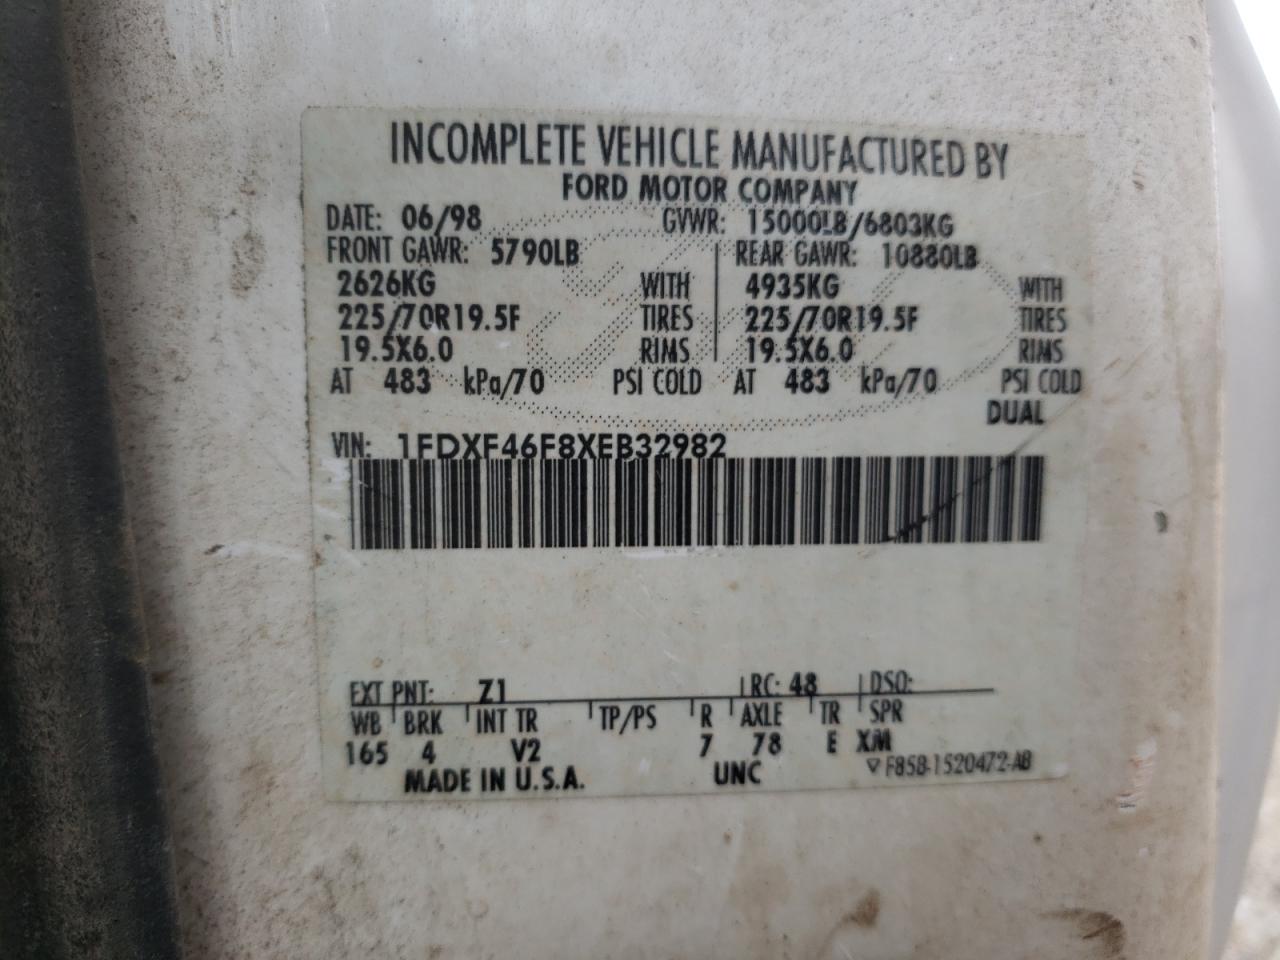 INCOMPLETE VEHICLE MANUFACTURED BY
FORD MOTOR COMPANY
DATE: 06/98 GVWR: 15000LB/6803KG
FRONT GAWR: 5790LB REAR GAWR: 10880LB
2626KG WITH 4935KG WITH
225/70R19.5F TIRES 225/70R19.5F TIRES
19.5X6.0 RIMS 19.5X6.0 RIMS
AT 483 kPa/70 PSI COLD AT 483 kPa/70 PSI COLD
DUAL
VIN: 1FDXF46F8XEB32982
EXT PNT: Z1 RC: 48 DSO:
WB BRK INT TR TP/PS R AXLE TR SPR
165 4 V2 7 78 E XM
MADE IN U.S.A. UNC F85B-1520472-AB